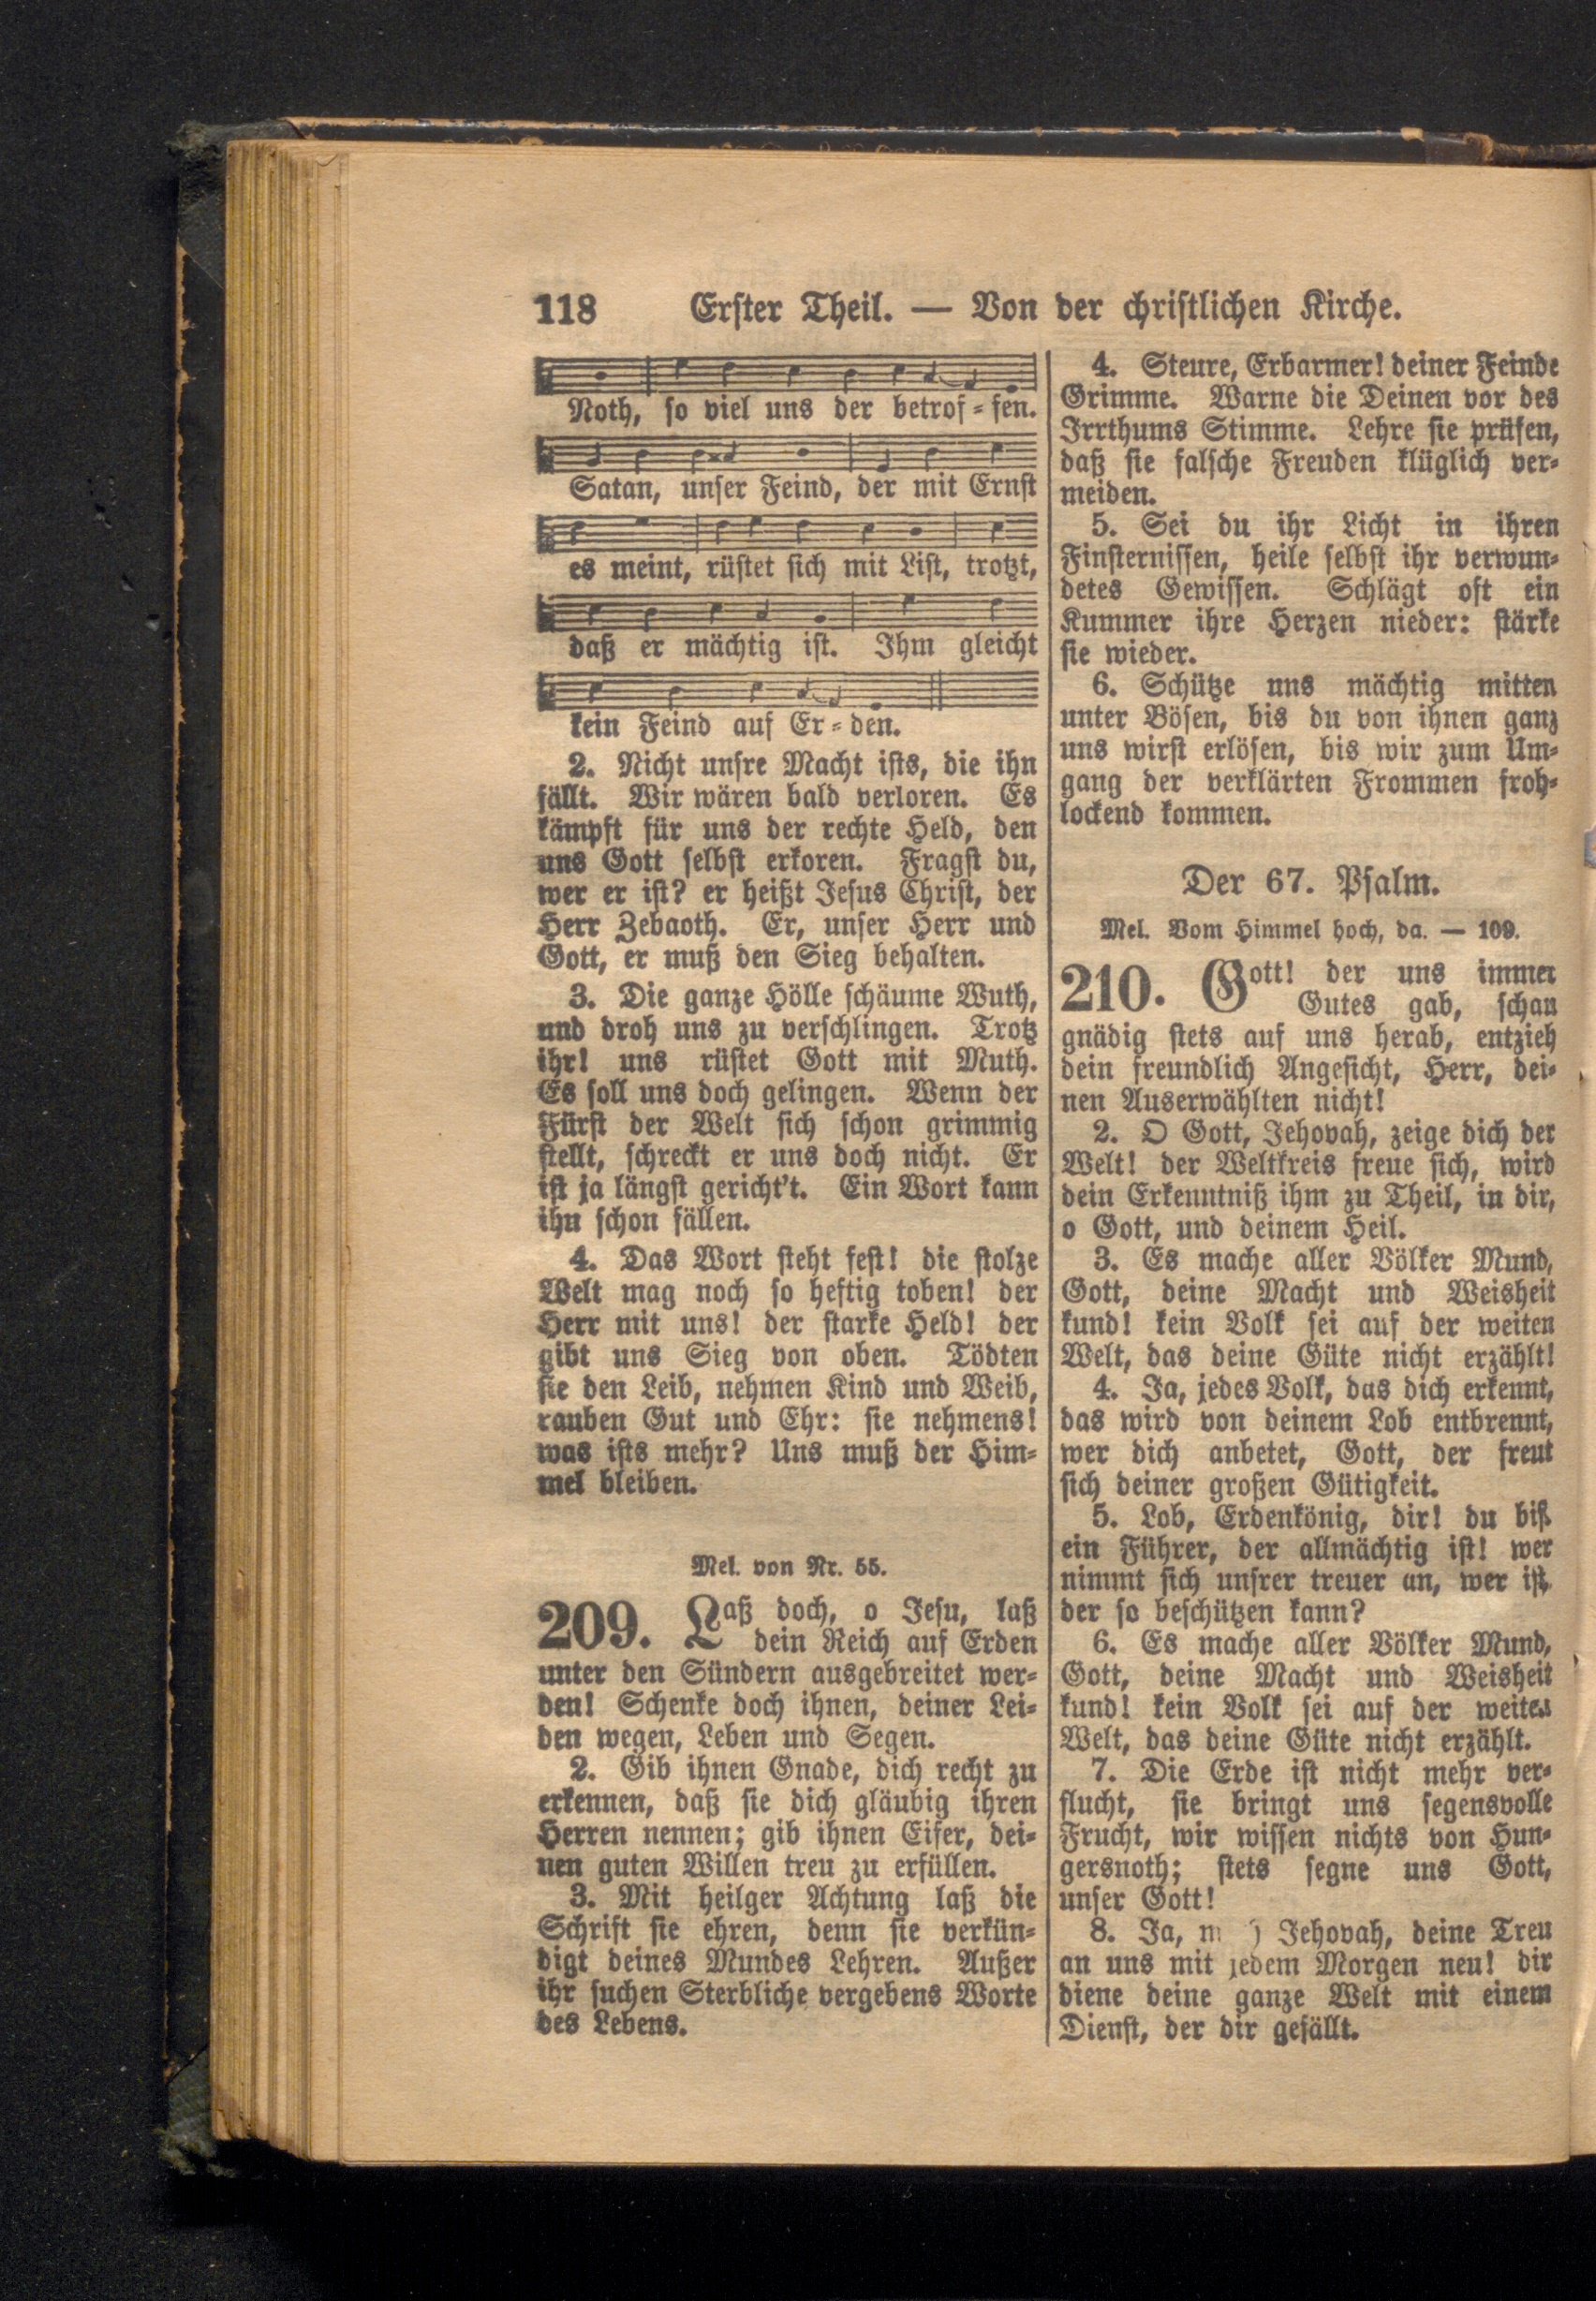 118 Erster Theil. — Von der christlichen Kirche.
Noth, so viel uns der betrof-fen.
Satan, unser Feind, der mit Ernst
es meint, rüstet sich mit List, trotzt,
daß er mächtig ist. Ihm gleicht
kein Feind auf Er-den.
2. Nicht unsre Macht ists, die ihn
fällt. Wir wären bald verloren. Es
kämpft für uns der rechte Held, den
uns Gott selbst erkoren. Fragst du,
wer er ist? er heißt Jesus Christ, der
Herr Zebaoth. Er, unser Herr und
Gott, er muß den Sieg behalten.
3. Die ganze Hölle schäume Wuth,
und droh uns zu verschlingen. Trotz
ihr! uns rüstet Gott mit Muth.
Es soll uns doch gelingen. Wenn der
Fürst der Welt sich schon grimmig
stellt, schreckt er uns doch nicht. Er
ist ja längst gericht't. Ein Wort kann
ihn schon fällen.
4. Das Wort steht fest! die stolze
Welt mag noch so heftig toben! der
Herr mit uns! der starke Held! der
gibt uns Sieg von oben. Tödten
sie den Leib, nehmen Kind und Weib,
rauben Gut und Ehr: sie nehmens!
was ists mehr? Uns muß der Him-
mel bleiben.
Mel. von Nr. 55.
209. Laß doch, o Jesu, laß
dein Reich auf Erden
unter den Sündern ausgebreitet wer-
den! Schenke doch ihnen, deiner Lei-
den wegen, Leben und Segen.
2. Gib ihnen Gnade, dich recht zu
erkennen, daß sie dich gläubig ihren
Herren nennen; gib ihnen Eifer, dei-
nen guten Willen treu zu erfüllen.
3. Mit heilger Achtung laß die
Schrift sie ehren, denn sie verkün-
digt deines Mundes Lehren. Außer
ihr suchen Sterbliche vergebens Worte
des Lebens.
4. Steure, Erbarmer! deiner Feinde
Grimme. Warne die Deinen vor des
Irrthums Stimme. Lehre sie prüfen,
daß sie falsche Freuden klüglich ver-
meiden.
5. Sei du ihr Licht in ihren
Finsternissen, heile selbst ihr verwun-
detes Gewissen. Schlägt oft ein
Kummer ihre Herzen nieder: stärke
sie wieder.
6. Schütze uns mächtig mitten
unter Bösen, bis du von ihnen ganz
uns wirst erlösen, bis wir zum Um-
gang der verklärten Frommen froh-
lockend kommen.
Der 67. Psalm.
Mel. Vom Himmel hoch, da. — 109.
210. Gott! der uns immer
Gutes gab, schau
gnädig stets auf uns herab, entzieh
dein freundlich Angesicht, Herr, dei-
nen Auserwählten nicht!
2. O Gott, Jehovah, zeige dich der
Welt! der Weltkreis freue sich, wird
dein Erkenntniß ihm zu Theil, in dir,
o Gott, und deinem Heil.
3. Es mache aller Völker Mund,
Gott, deine Macht und Weisheit
kund! kein Volk sei auf der weiten
Welt, das deine Güte nicht erzählt!
4. Ja, jedes Volk, das dich erkennt,
das wird von deinem Lob entbrennt,
wer dich anbetet, Gott, der freut
sich deiner großen Gütigkeit.
5. Lob, Erdenkönig, dir! du bist
ein Führer, der allmächtig ist! wer
nimmt sich unsrer treuer an, wer ist,
der so beschützen kann?
6. Es mache aller Völker Mund,
Gott, deine Macht und Weisheit
kund! kein Volk sei auf der weiten
Welt, das deine Güte nicht erzählt.
7. Die Erde ist nicht mehr ver-
flucht, sie bringt uns segensvolle
Frucht, wir wissen nichts von Hun-
gersnoth; stets segne uns Gott,
unser Gott!
8. Ja, Jehovah, deine Treu
an uns mit jedem Morgen neu! dir
diene deine ganze Welt mit einem
Dienst, der dir gefällt.